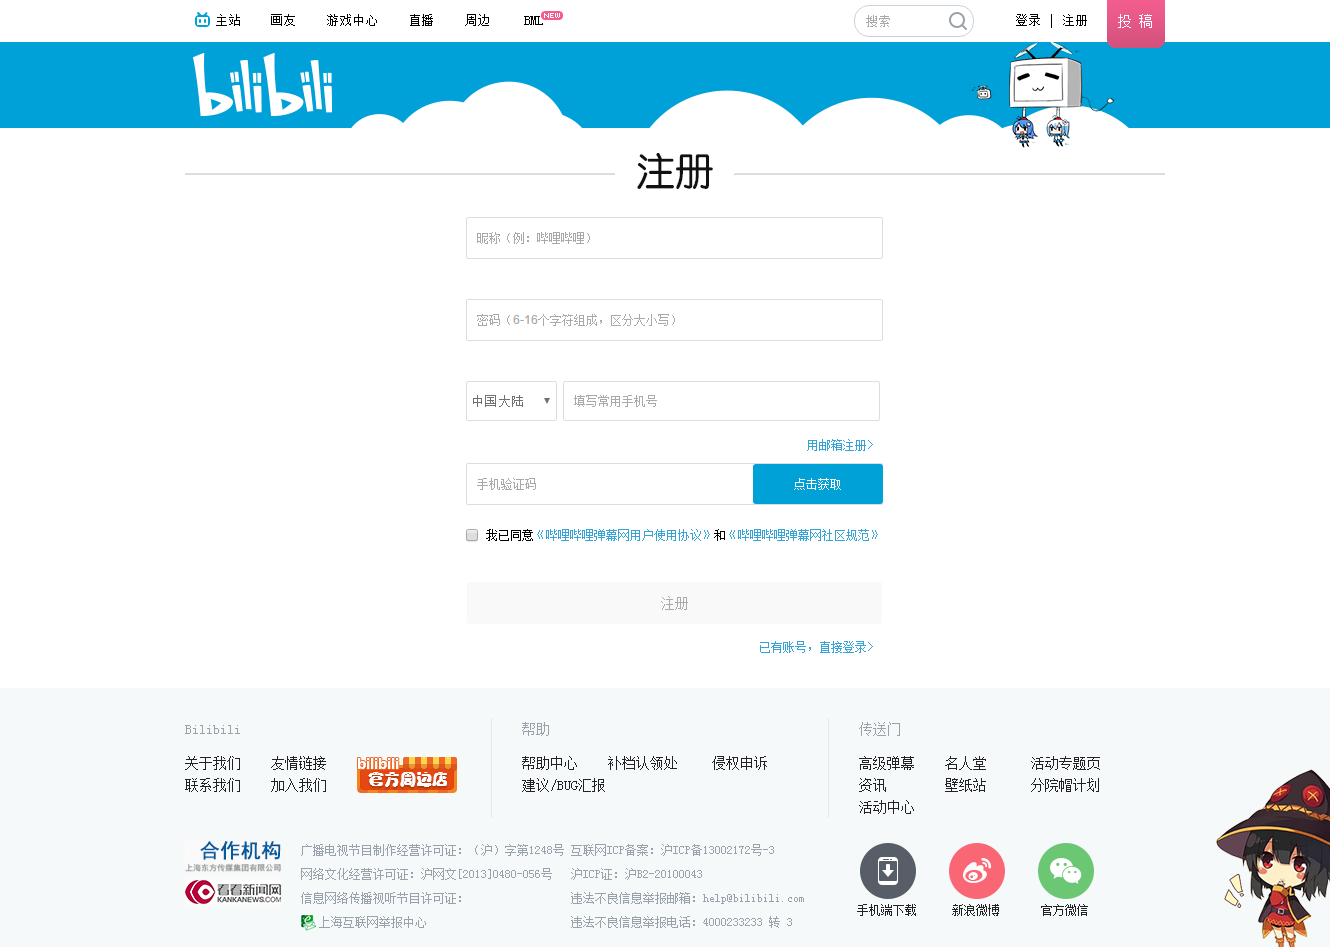 主站 画友 游戏中心 直播 周边 BML NEW 搜索 登录 | 注册 投 稿
bilibili
注册
昵称（例：哔哩哔哩）
密码（6-16个字符组成，区分大小写）
中国大陆 填写常用手机号
用邮箱注册>
手机验证码 点击获取
我已同意《哔哩哔哩弹幕网用户使用协议》和《哔哩哔哩弹幕网社区规范》
注册
已有账号，直接登录>
Bilibili 帮助 传送门
关于我们 友情链接 bilibili 帮助中心 补档认领处 侵权申诉 高级弹幕 名人堂 活动专题页
联系我们 加入我们 官方周边店 建议/BUG汇报 资讯 壁纸站 分院帽计划
活动中心
合作机构 广播电视节目制作经营许可证：（沪）字第1248号 互联网ICP备案：沪ICP备13002172号-3
上海东方传媒集团有限公司 网络文化经营许可证：沪网文[2013]0480-056号 沪ICP证：沪B2-20100043
看看新闻网 KANKANEWS.COM 信息网络传播视听节目许可证： 违法不良信息举报邮箱：help@bilibili.com
上海互联网举报中心 违法不良信息举报电话：4000233233 转 3
手机端下载 新浪微博 官方微信